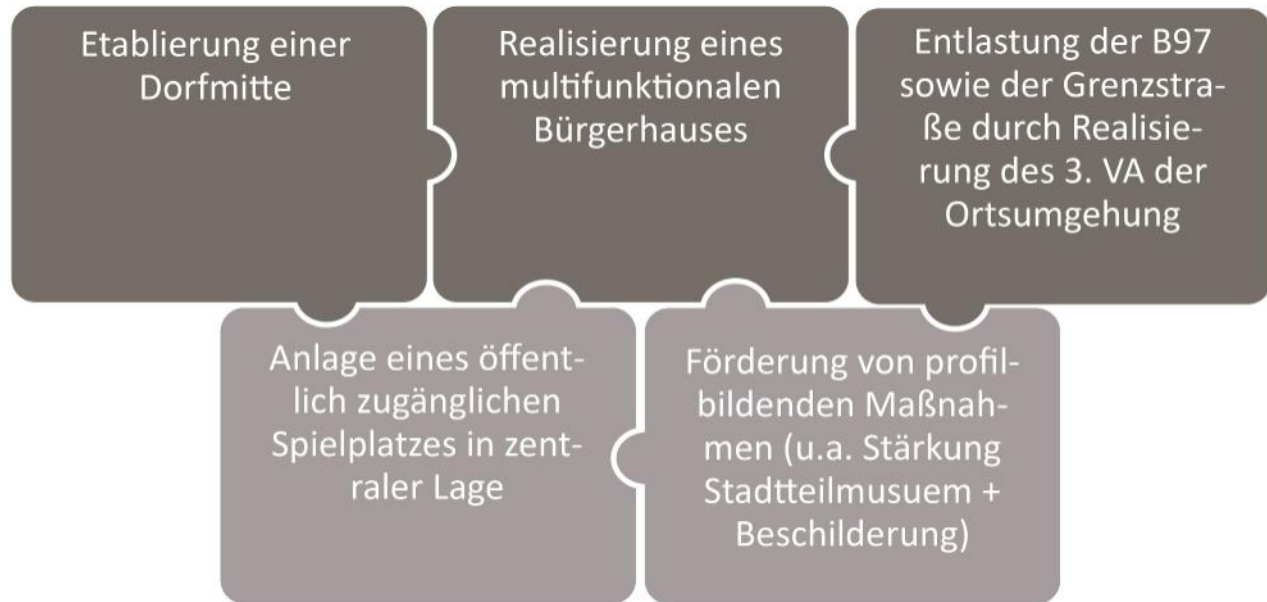 Etablierung einer
Dorfmitte
Realisierung eines
multifunktionalen
Bürgerhauses
Entlastung der B97
sowie der Grenzstra-
ße durch Realisie-
rung des 3. VA der
Ortsumgehung
Anlage eines öffent-
lich zugänglichen
Spielplatzes in zent-
raler Lage
Förderung von profil-
bildenden Maßnah-
men (u.a. Stärkung
Stadtteilmusuem +
Beschilderung)